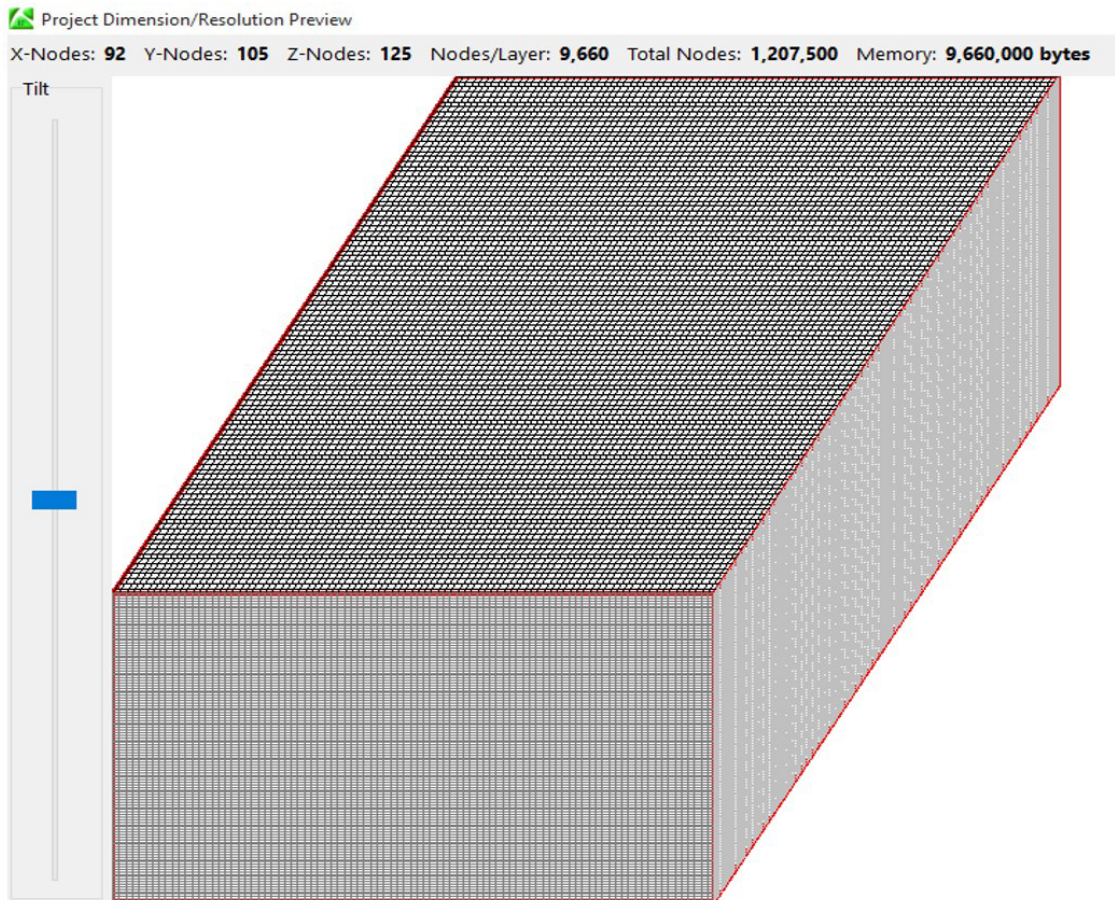 Project Dimension/Resolution Preview
X-Nodes: 92 Y-Nodes: 105 Z-Nodes: 125 Nodes/Layer: 9,660 Total Nodes: 1,207,500 Memory: 9,660,000 bytes
Tilt